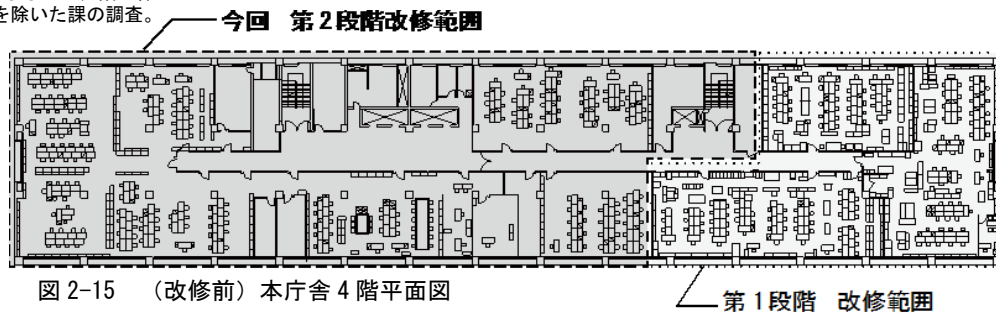 を除いた課の調査。
今回 第2段階改修範囲
図 2-15 （改修前）本庁舎 4 階平面図
第1段階 改修範囲